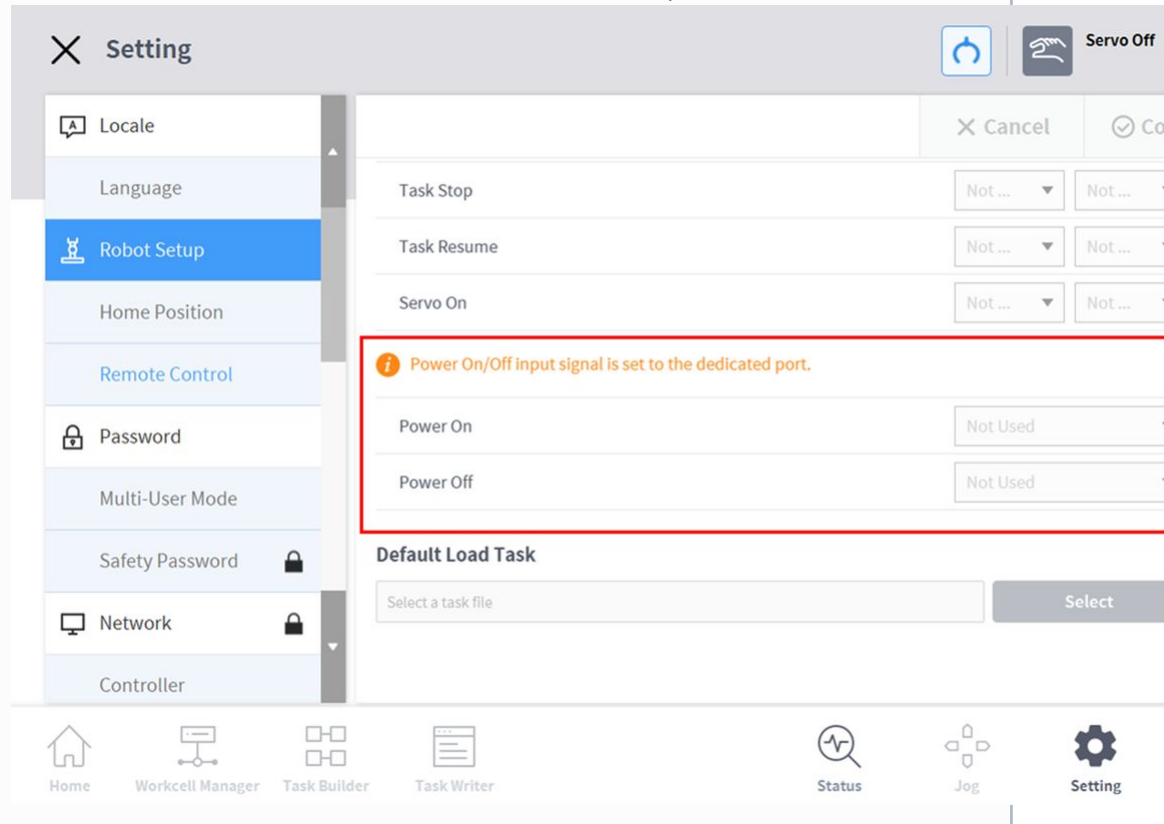 Setting
Servo Off
Locale
Language
Robot Setup
Home Position
Remote Control
Password
Multi-User Mode
Safety Password
Network
Controller
Cancel
Co
Task Stop
Not ...
Not ...
Task Resume
Not ...
Not ...
Servo On
Not ...
Not ...
Power On/Off input signal is set to the dedicated port.
Power On
Not Used
Power Off
Not Used
Default Load Task
Select a task file
Select
Home
Workcell Manager
Task Builder
Task Writer
Status
Jog
Setting